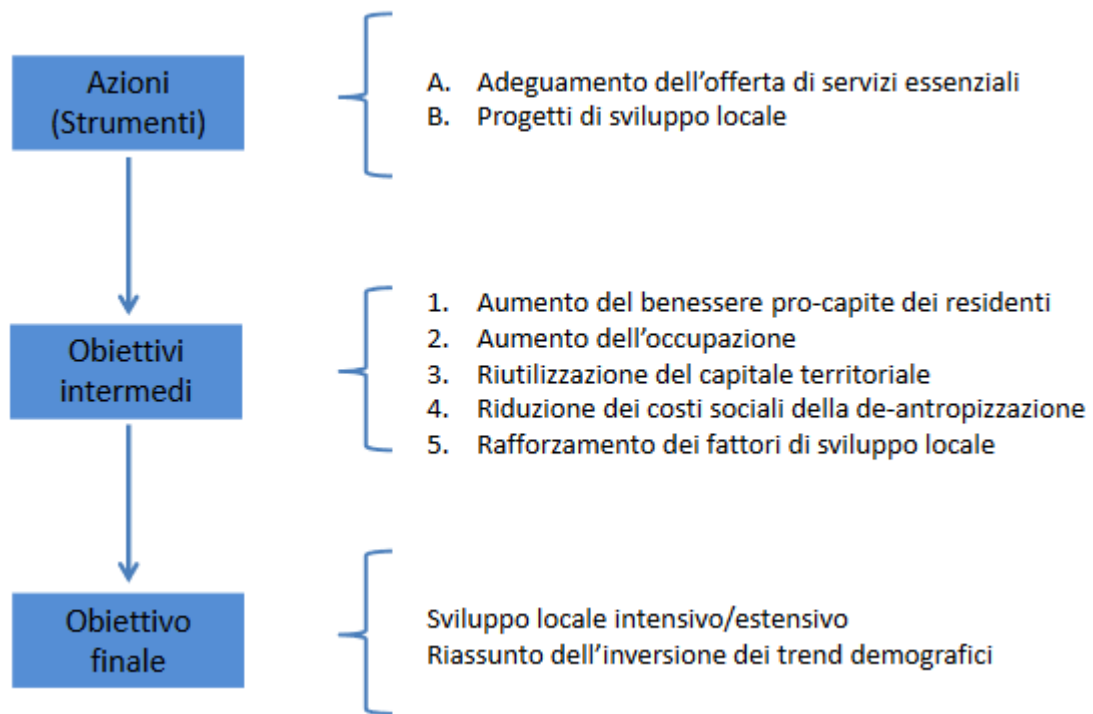 Azioni
(Strumenti)
A. Adeguamento dell'offerta di servizi essenziali
B. Progetti di sviluppo locale
Obiettivi
intermedi
1. Aumento del benessere pro-capite dei residenti
2. Aumento dell'occupazione
3. Riutilizzazione del capitale territoriale
4. Riduzione dei costi sociali della de-antropizzazione
5. Rafforzamento dei fattori di sviluppo locale
Obiettivo
finale
Sviluppo locale intensivo/estensivo
Riassunto dell'inversione dei trend demografici